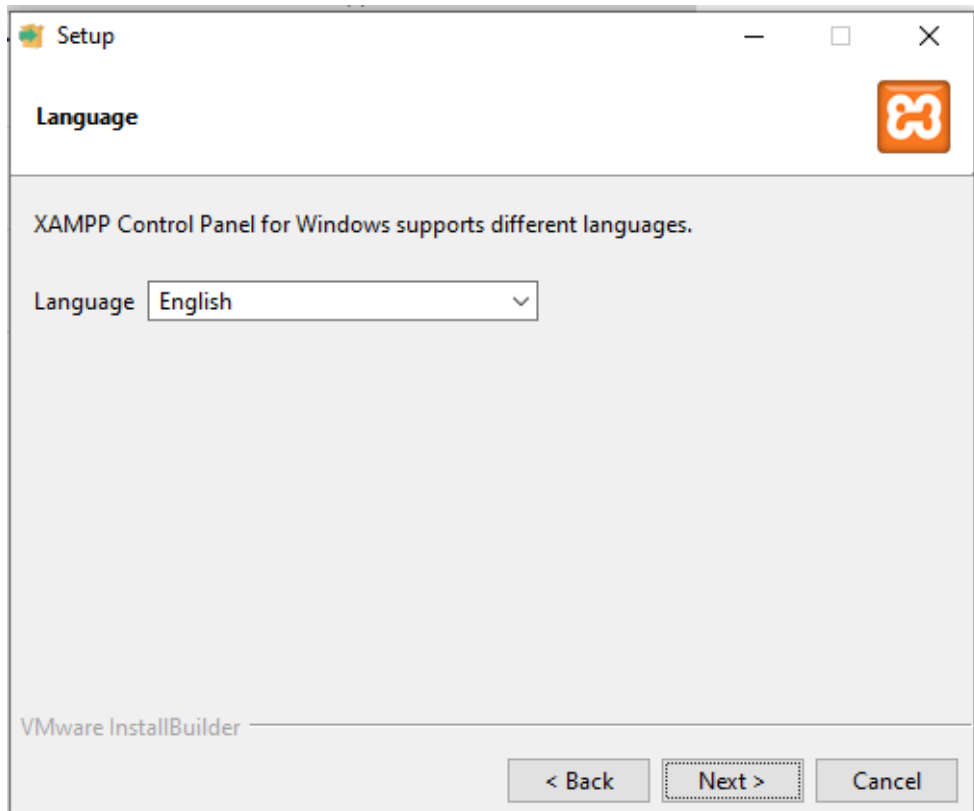 Setup
Language
XAMPP Control Panel for Windows supports different languages.
Language English
VMware InstallBuilder
< Back Next > Cancel